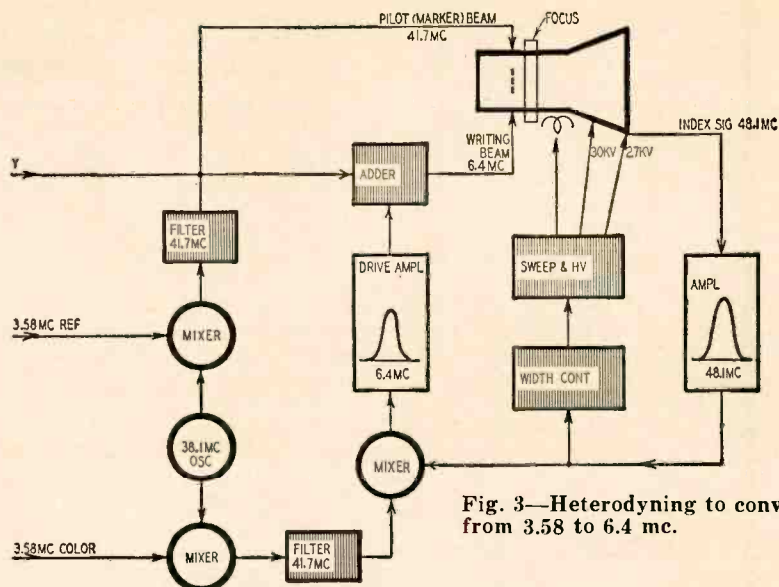 PILOT (MARKER) BEAM
41.7MC
FOCUS
INDEX SIG 48.1MC
Y
ADDER
WRITING
BEAM
6.4MC
30KV
27KV
FILTER
41.7MC
DRIVE AMPL
6.4MC
SWEEP & HV
AMPL
48.1MC
3.58MC REF
MIXER
WIDTH CONT
38.1MC
OSC
MIXER
Fig. 3—Heterodyning to conv
from 3.58 to 6.4 mc.
3.58MC COLOR
MIXER
FILTER
41.7MC